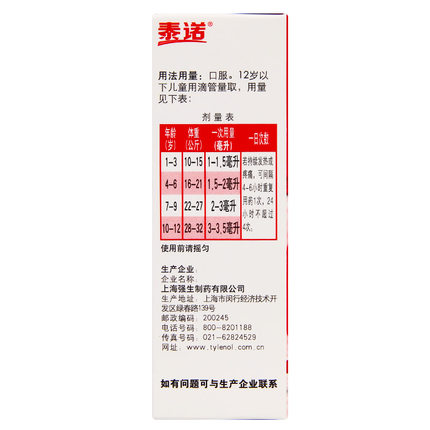 泰诺®
用法用量：口服。12岁以
下儿童用滴管量取，用量
见下表：
剂量表
年龄(岁) 体重(公斤) 一次用量(毫升) 一日次数
1-3 10-15 1-1.5毫升
4-6 16-21 1.5-2毫升
7-9 22-27 2-3毫升
10-12 28-32 3-3.5毫升
若持续发热或
疼痛，可间隔
4-6小时重复
用药1次，24
小时不超过
4次。
使用前请摇匀
生产企业：
企业名称：
上海强生制药有限公司
生产地址：上海市闵行经济技术开
发区绿春路139号
邮政编码：200245
电话号码：800-8201188
传真号码：021-62824529
网址：www.tylenol.com.cn
如有问题可与生产企业联系